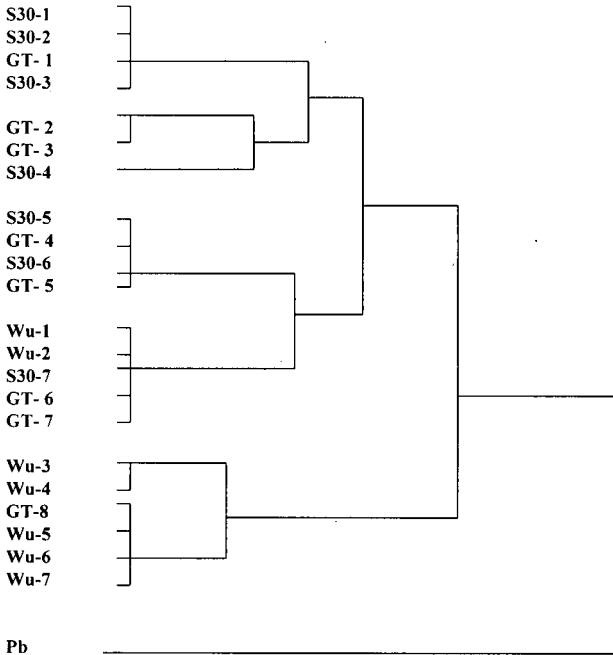 S30-1
S30-2
GT- 1
S30-3
GT- 2
GT- 3
S30-4
S30-5
GT- 4
S30-6
GT- 5
Wu-1
Wu-2
S30-7
GT- 6
GT- 7
Wu-3
Wu-4
GT-8
Wu-5
Wu-6
Wu-7
Pb